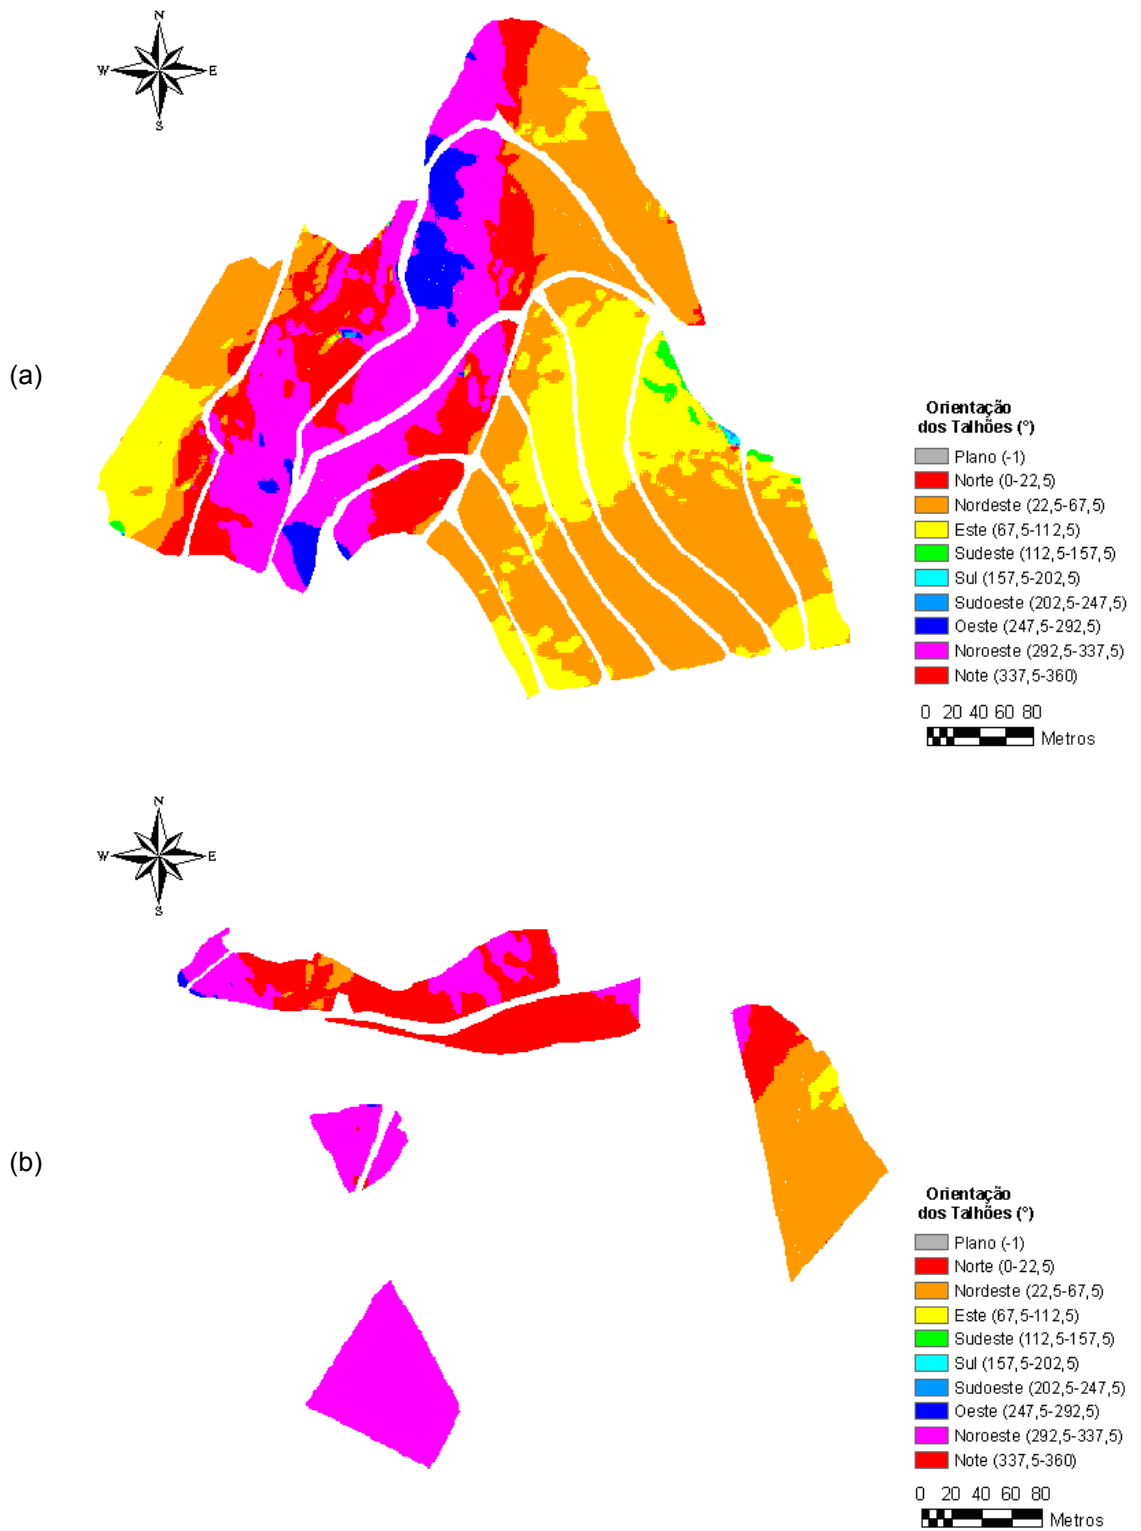 N
W E
S
(a)
Orientação
dos Talhões (°)
Plano (-1)
Norte (0-22,5)
Nordeste (22,5-67,5)
Este (67,5-112,5)
Sudeste (112,5-157,5)
Sul (157,5-202,5)
Sudoeste (202,5-247,5)
Oeste (247,5-292,5)
Noroeste (292,5-337,5)
Note (337,5-360)
0 20 40 60 80
Metros
N
W E
S
(b)
Orientação
dos Talhões (°)
Plano (-1)
Norte (0-22,5)
Nordeste (22,5-67,5)
Este (67,5-112,5)
Sudeste (112,5-157,5)
Sul (157,5-202,5)
Sudoeste (202,5-247,5)
Oeste (247,5-292,5)
Noroeste (292,5-337,5)
Note (337,5-360)
0 20 40 60 80
Metros